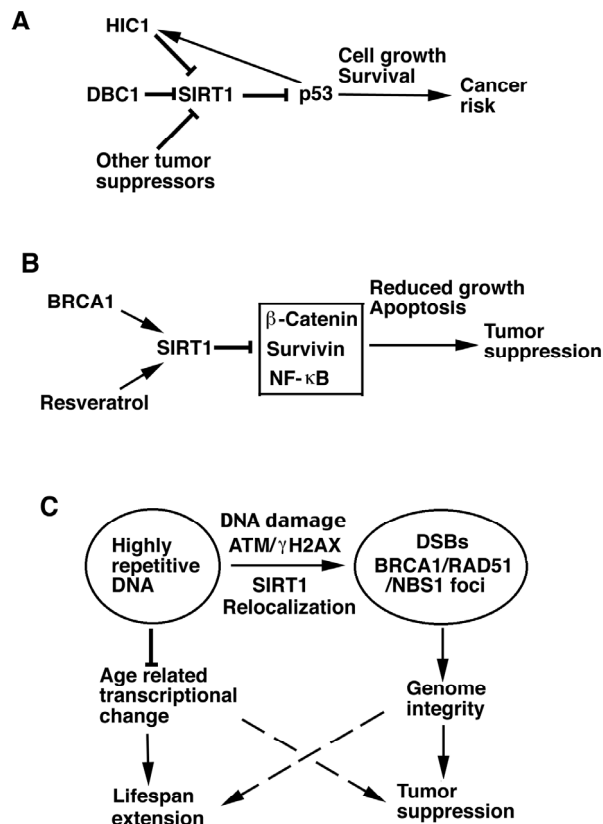 A
HIC1
DBC1
SIRT1
p53
Cell growth
Survival
Cancer
risk
Other tumor
suppressors
B
BRCA1
SIRT1
Resveratrol
β-Catenin
Survivin
NF-κB
Reduced growth
Apoptosis
Tumor
suppression
C
Highly
repetitive
DNA
DNA damage
ATM/γH2AX
SIRT1
Relocalization
DSBs
BRCA1/RAD51
/NBS1 foci
Age related
transcriptional
change
Genome
integrity
Lifespan
extension
Tumor
suppression